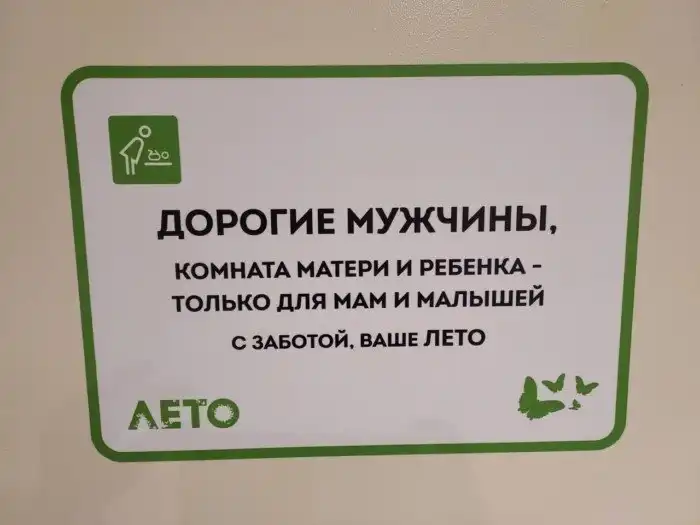 ДОРОГИЕ МУЖЧИНЫ,
КОМНАТА МАТЕРИ И РЕБЕНКА -
ТОЛЬКО ДЛЯ МАМ И МАЛЫШЕЙ
С ЗАБОТОЙ, ВАШЕ ЛЕТО
ЛЕТО